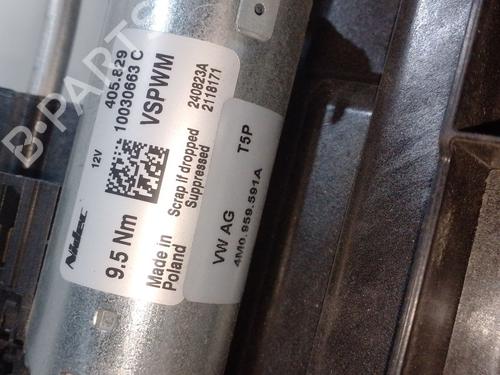 405.829
10030663 C
VSPWM
240823A
2118171
12V
Scrap if dropped
Suppressed
Nidec
9.5 Nm
Made in
Poland
T5P
VW AG
4M0.959.591A
B-PARTS